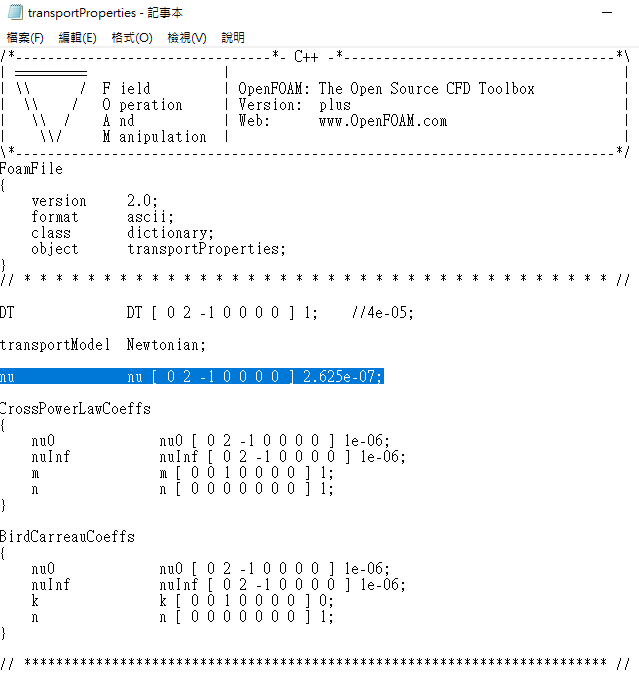 transportProperties - 記事本
檔案(F) 編輯(E) 格式(O) 檢視(V) 說明
/*--------------------------------*- C++ -*----------------------------------*\
| =========                 |                                                 |
| \\      /  F ield         | OpenFOAM: The Open Source CFD Toolbox           |
|  \\    /   O peration     | Version:  plus                                  |
|   \\  /    A nd           | Web:      www.OpenFOAM.com                      |
|    \\/     M anipulation  |                                                 |
\*---------------------------------------------------------------------------*/
FoamFile
{
    version     2.0;
    format      ascii;
    class       dictionary;
    object      transportProperties;
}
// * * * * * * * * * * * * * * * * * * * * * * * * * * * * * * * * * * * * * //
DT              DT [ 0 2 -1 0 0 0 0 ] 1;    //4e-05;
transportModel  Newtonian;
nu              nu [ 0 2 -1 0 0 0 0 ] 2.625e-07;
CrossPowerLawCoeffs
{
    nu0             nu0 [ 0 2 -1 0 0 0 0 ] 1e-06;
    nuInf           nuInf [ 0 2 -1 0 0 0 0 ] 1e-06;
    m               m [ 0 0 1 0 0 0 0 ] 1;
    n               n [ 0 0 0 0 0 0 0 ] 1;
}
BirdCarreauCoeffs
{
    nu0             nu0 [ 0 2 -1 0 0 0 0 ] 1e-06;
    nuInf           nuInf [ 0 2 -1 0 0 0 0 ] 1e-06;
    k               k [ 0 0 1 0 0 0 0 ] 0;
    n               n [ 0 0 0 0 0 0 0 ] 1;
}
// ************************************************************************* //